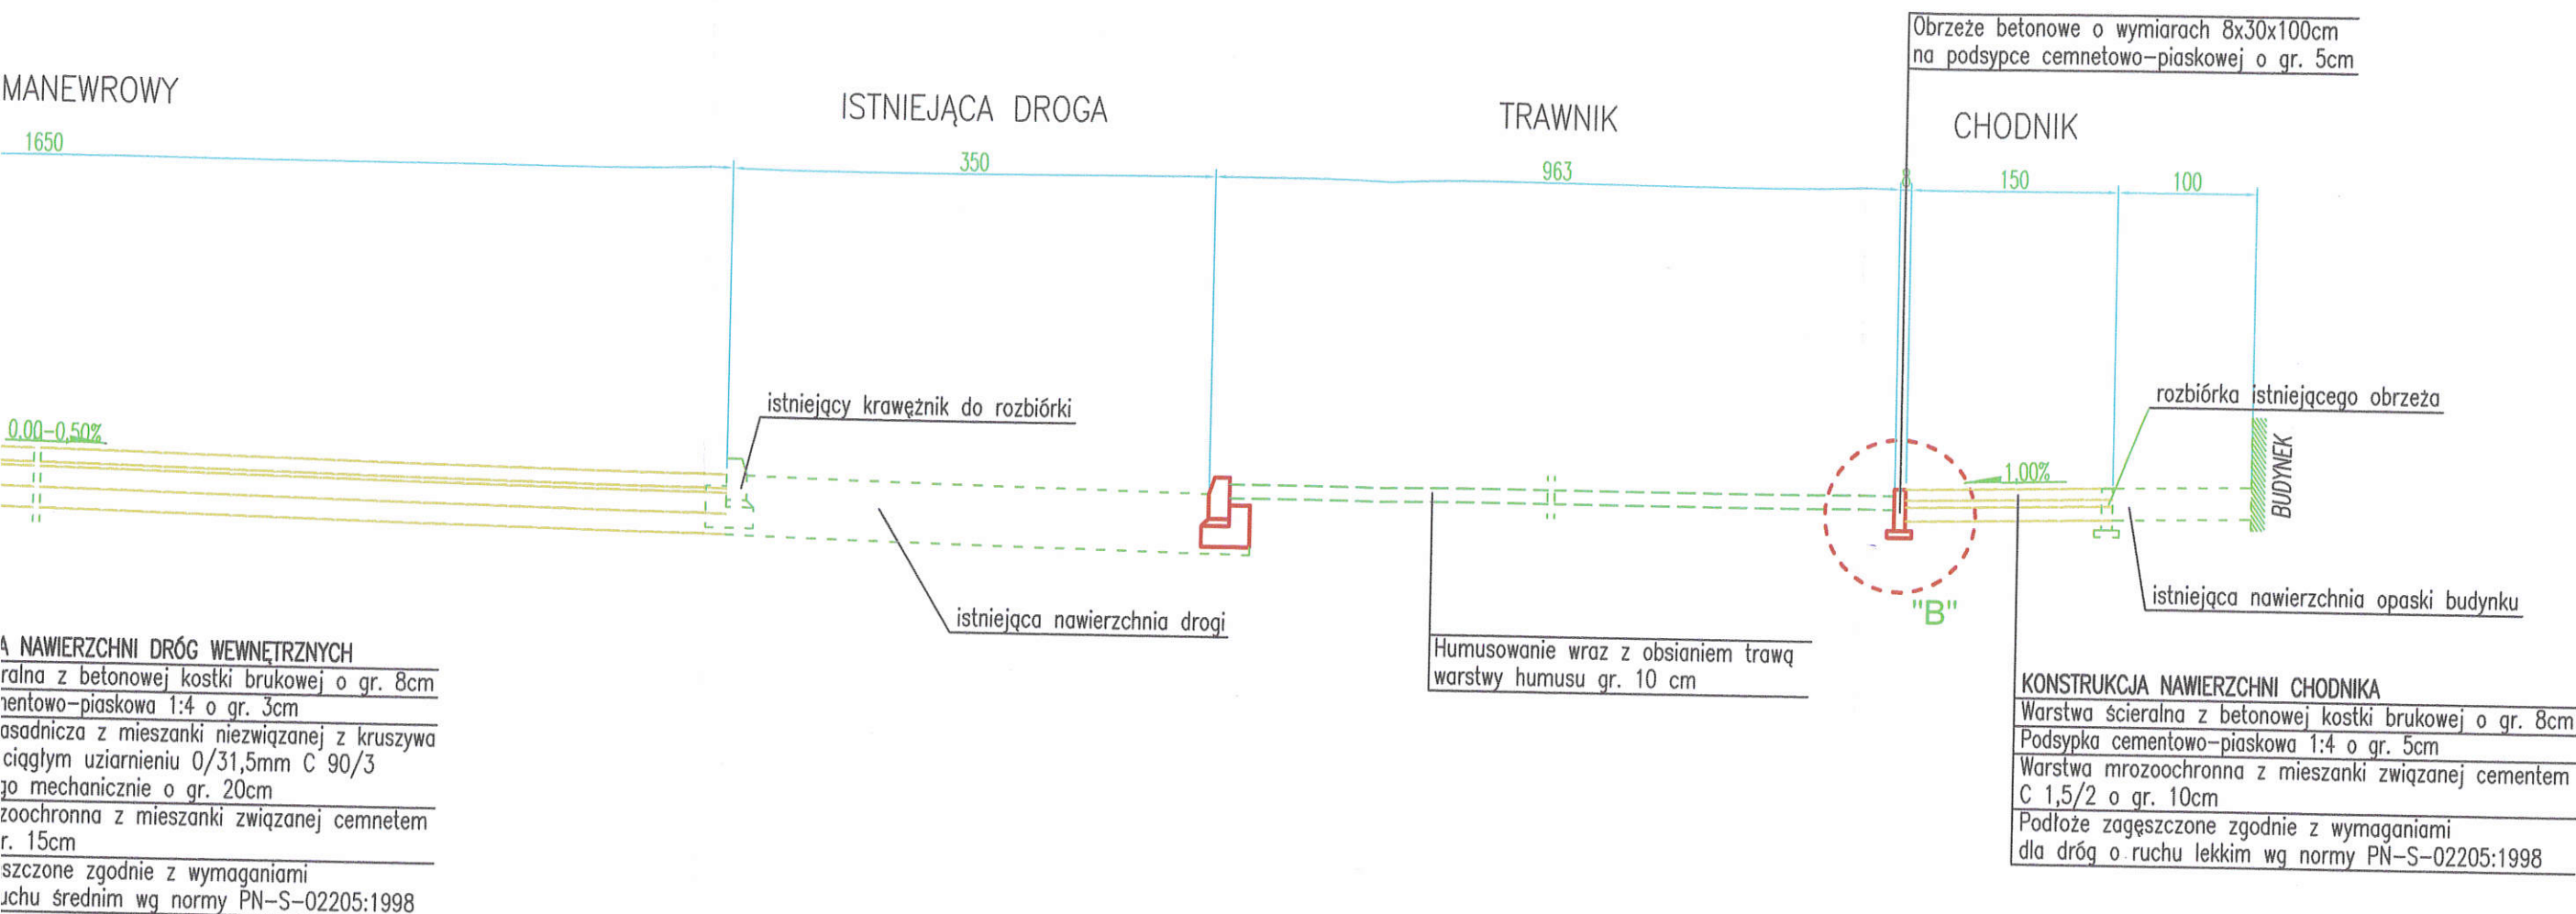 Obrzeże betonowe o wymiarach 8x30x100cm
na podsypce cemnetowo-piaskowej o gr. 5cm
MANEWROWY
ISTNIEJĄCA DROGA
TRAWNIK
CHODNIK
1650
350
963
8
150
100
istniejący krawężnik do rozbiórki
rozbiórka istniejącego obrzeża
0,00-0,50%
1,00%
BUDYNEK
istniejąca nawierzchnia drogi
"B"
istniejąca nawierzchnia opaski budynku
Humusowanie wraz z obsianiem trawą
warstwy humusu gr. 10 cm
A NAWIERZCHNI DRÓG WEWNĘTRZNYCH
ralna z betonowej kostki brukowej o gr. 8cm
entowo-piaskowa 1:4 o gr. 3cm
asadnicza z mieszanki niezwiązanej z kruszywa
ciągłym uziarnieniu 0/31,5mm C 90/3
go mechanicznie o gr. 20cm
zoochronna z mieszanki związanej cemnetem
r. 15cm
szczone zgodnie z wymaganiami
uchu średnim wg normy PN-S-02205:1998
KONSTRUKCJA NAWIERZCHNI CHODNIKA
Warstwa ścieralna z betonowej kostki brukowej o gr. 8cm
Podsypka cementowo-piaskowa 1:4 o gr. 5cm
Warstwa mrozoochronna z mieszanki związanej cementem
C 1,5/2 o gr. 10cm
Podłoże zagęszczone zgodnie z wymaganiami
dla dróg o ruchu lekkim wg normy PN-S-02205:1998